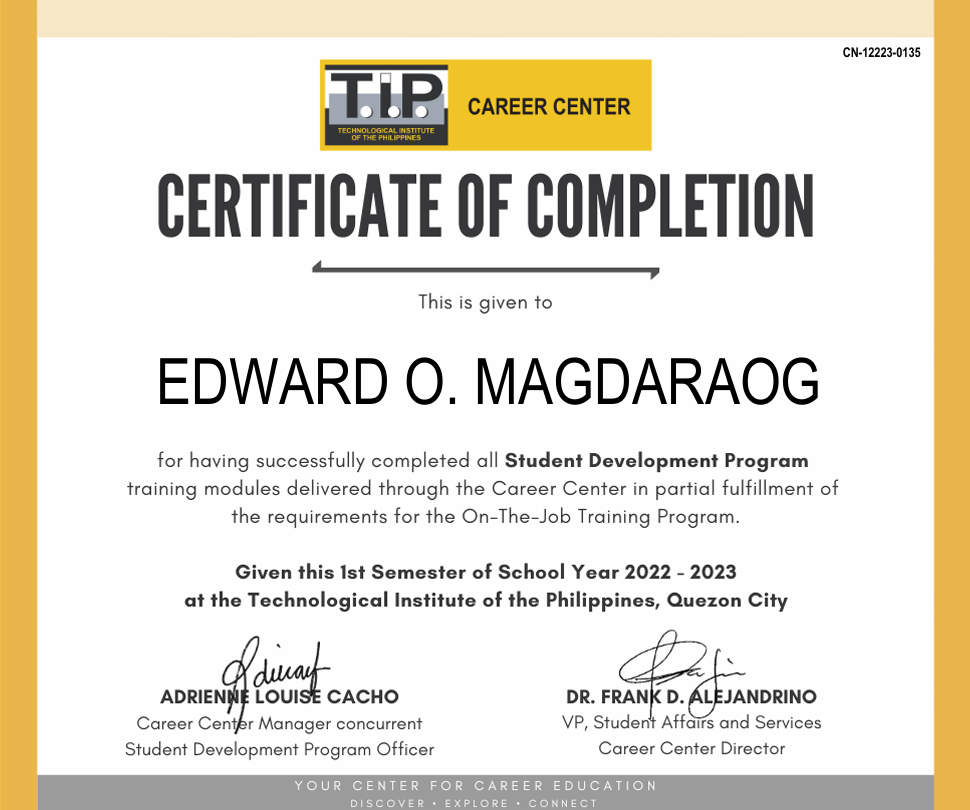 CN-12223-0135
T.I.P.
TECHNOLOGICAL INSTITUTE
OF THE PHILIPPINES
CAREER CENTER
CERTIFICATE OF COMPLETION
This is given to
EDWARD O. MAGDARAOG
for having successfully completed all Student Development Program
training modules delivered through the Career Center in partial fulfillment of
the requirements for the On-The-Job Training Program.
Given this 1st Semester of School Year 2022 - 2023
at the Technological Institute of the Philippines, Quezon City
ADRIENNE LOUISE CACHO
Career Center Manager concurrent
Student Development Program Officer
DR. FRANK D. ALEJANDRINO
VP, Student Affairs and Services
Career Center Director
YOUR CENTER FOR CAREER EDUCATION
DISCOVER • EXPLORE • CONNECT